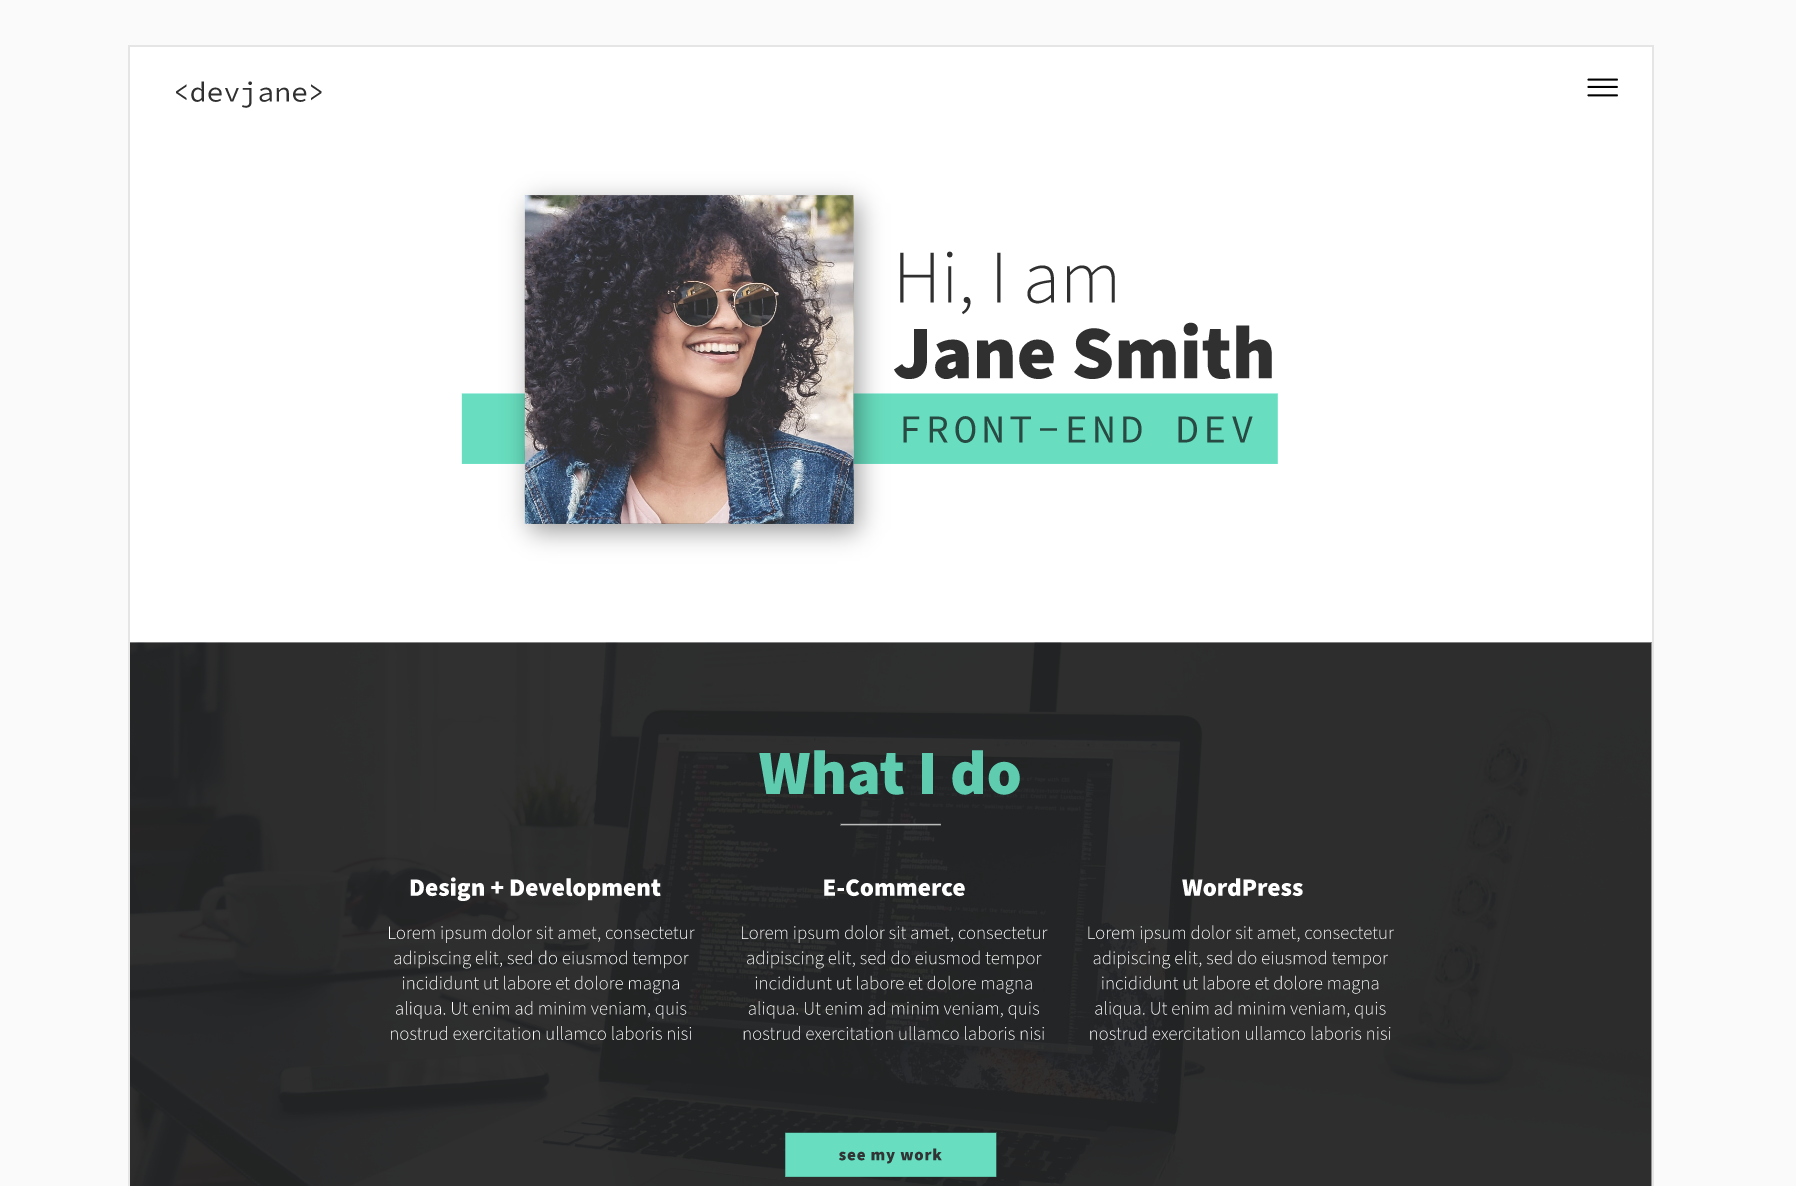 <devjane>
Hi, I am
Jane Smith
FRONT-END DEV
What I do
Design + Development
Lorem ipsum dolor sit amet, consectetur
adipiscing elit, sed do eiusmod tempor
incididunt ut labore et dolore magna
aliqua. Ut enim ad minim veniam, quis
nostrud exercitation ullamco laboris nisi
E-Commerce
Lorem ipsum dolor sit amet, consectetur
adipiscing elit, sed do eiusmod tempor
incididunt ut labore et dolore magna
aliqua. Ut enim ad minim veniam, quis
nostrud exercitation ullamco laboris nisi
WordPress
Lorem ipsum dolor sit amet, consectetur
adipiscing elit, sed do eiusmod tempor
incididunt ut labore et dolore magna
aliqua. Ut enim ad minim veniam, quis
nostrud exercitation ullamco laboris nisi
see my work